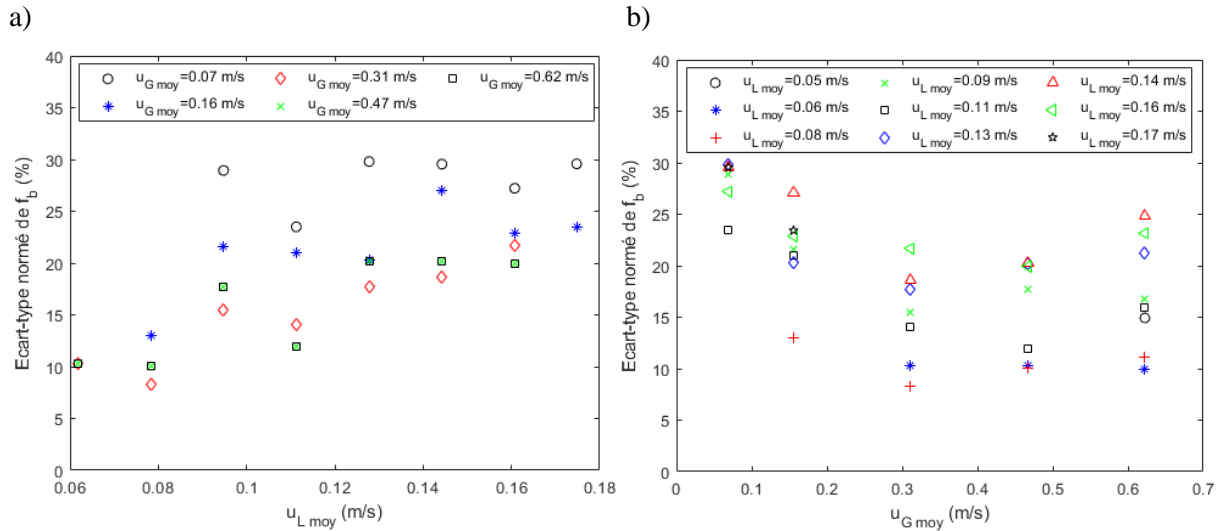 a)
b)
40
35
30
25
20
15
10
5
0
0.06
0.08
0.1
0.12
0.14
0.16
0.18
Ecart-type normé de f_b (%)
u_L moy (m/s)
u_G moy=0.07 m/s
u_G moy=0.31 m/s
u_G moy=0.62 m/s
u_G moy=0.16 m/s
u_G moy=0.47 m/s
40
35
30
25
20
15
10
5
0
0
0.1
0.2
0.3
0.4
0.5
0.6
0.7
Ecart-type normé de f_b (%)
u_G moy (m/s)
u_L moy=0.05 m/s
u_L moy=0.09 m/s
u_L moy=0.14 m/s
u_L moy=0.06 m/s
u_L moy=0.11 m/s
u_L moy=0.16 m/s
u_L moy=0.08 m/s
u_L moy=0.13 m/s
u_L moy=0.17 m/s